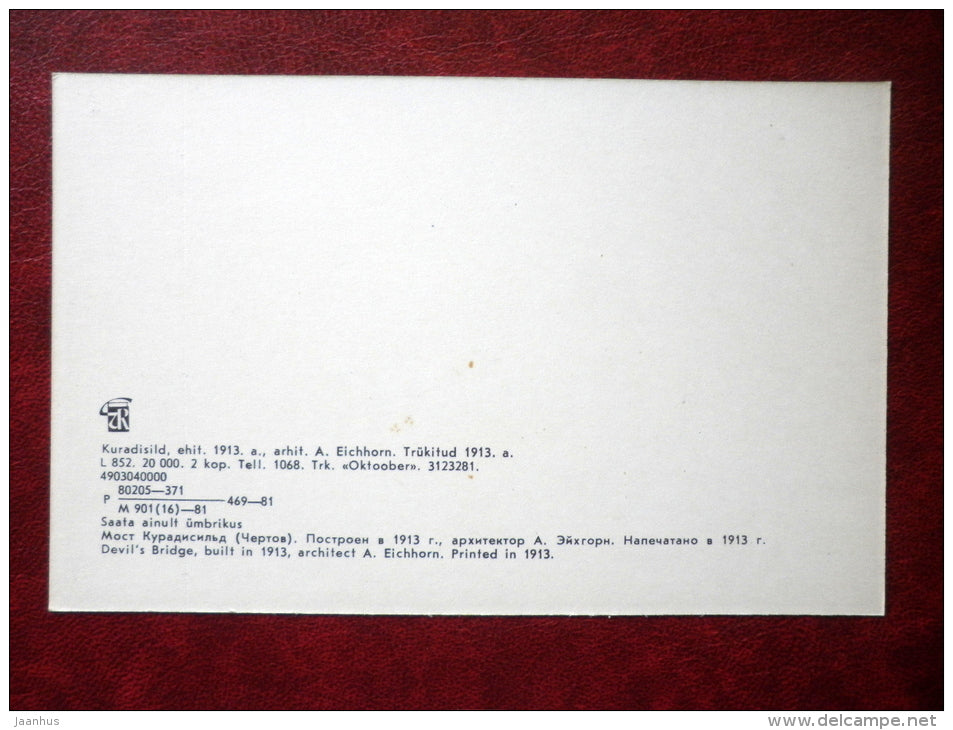 Kuradisild, ehit. 1913. a., arhit. A. Eichhorn. Trükitud 1913. a.
L 852. 20 000. 2 kop. Tell. 1068. Trk. «Oktoober». 3123281.
4903040000
80205—371
Р ———— 469—81
М 901(16)—81
Saata ainult ümbrikus
Мост Курадисильд (Чертов). Построен в 1913 г., архитектор А. Эйхгорн. Напечатано в 1913 г.
Devil's Bridge, built in 1913, architect A. Eichhorn. Printed in 1913.
jaanhus
www.delcampe.net